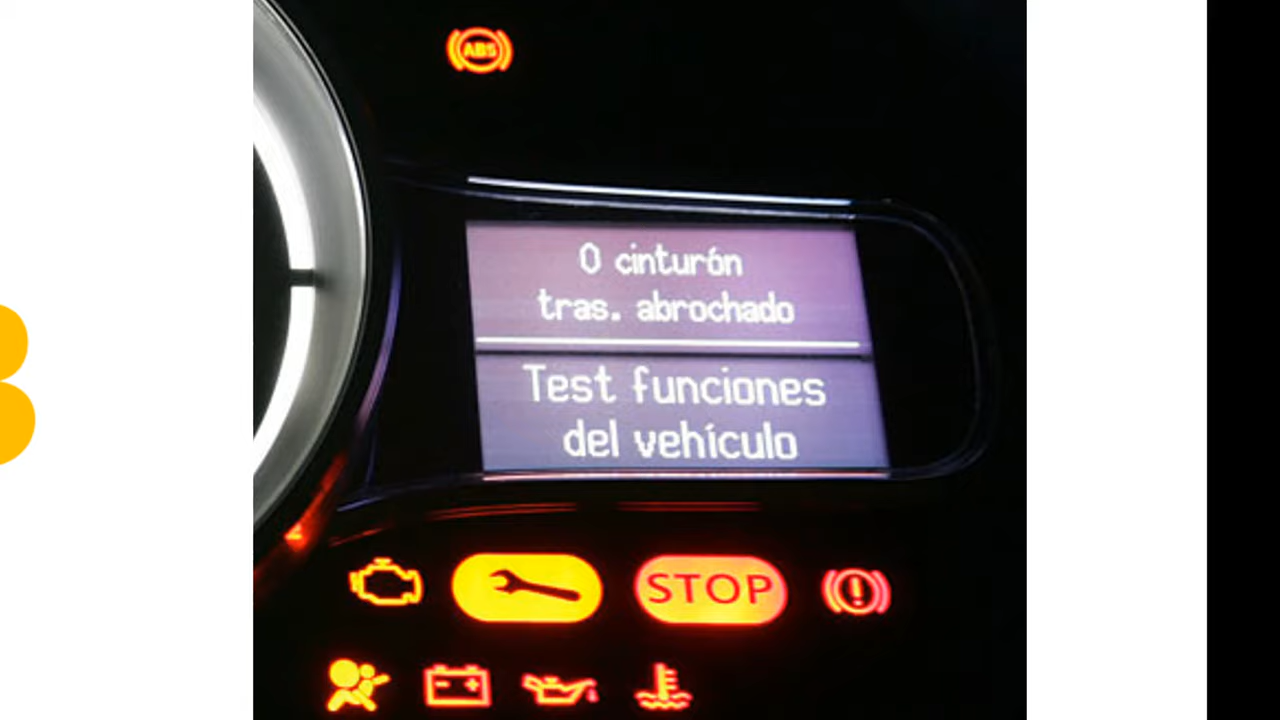 ABS
0 cinturón
tras. abrochado
Test funciones
del vehículo
STOP